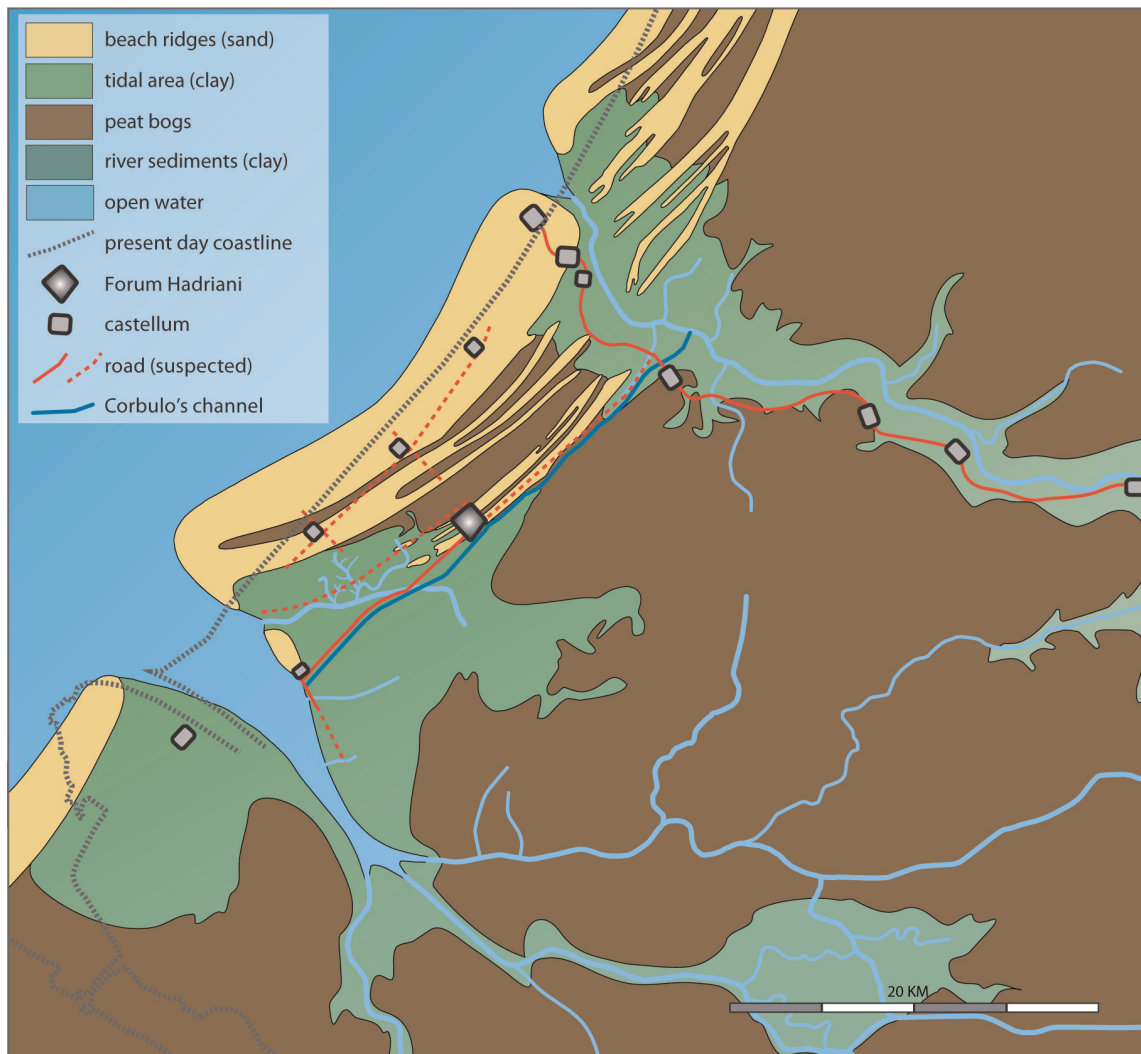 beach ridges (sand)
tidal area (clay)
peat bogs
river sediments (clay)
open water
present day coastline
Forum Hadriani
castellum
road (suspected)
Corbulo's channel
20 KM